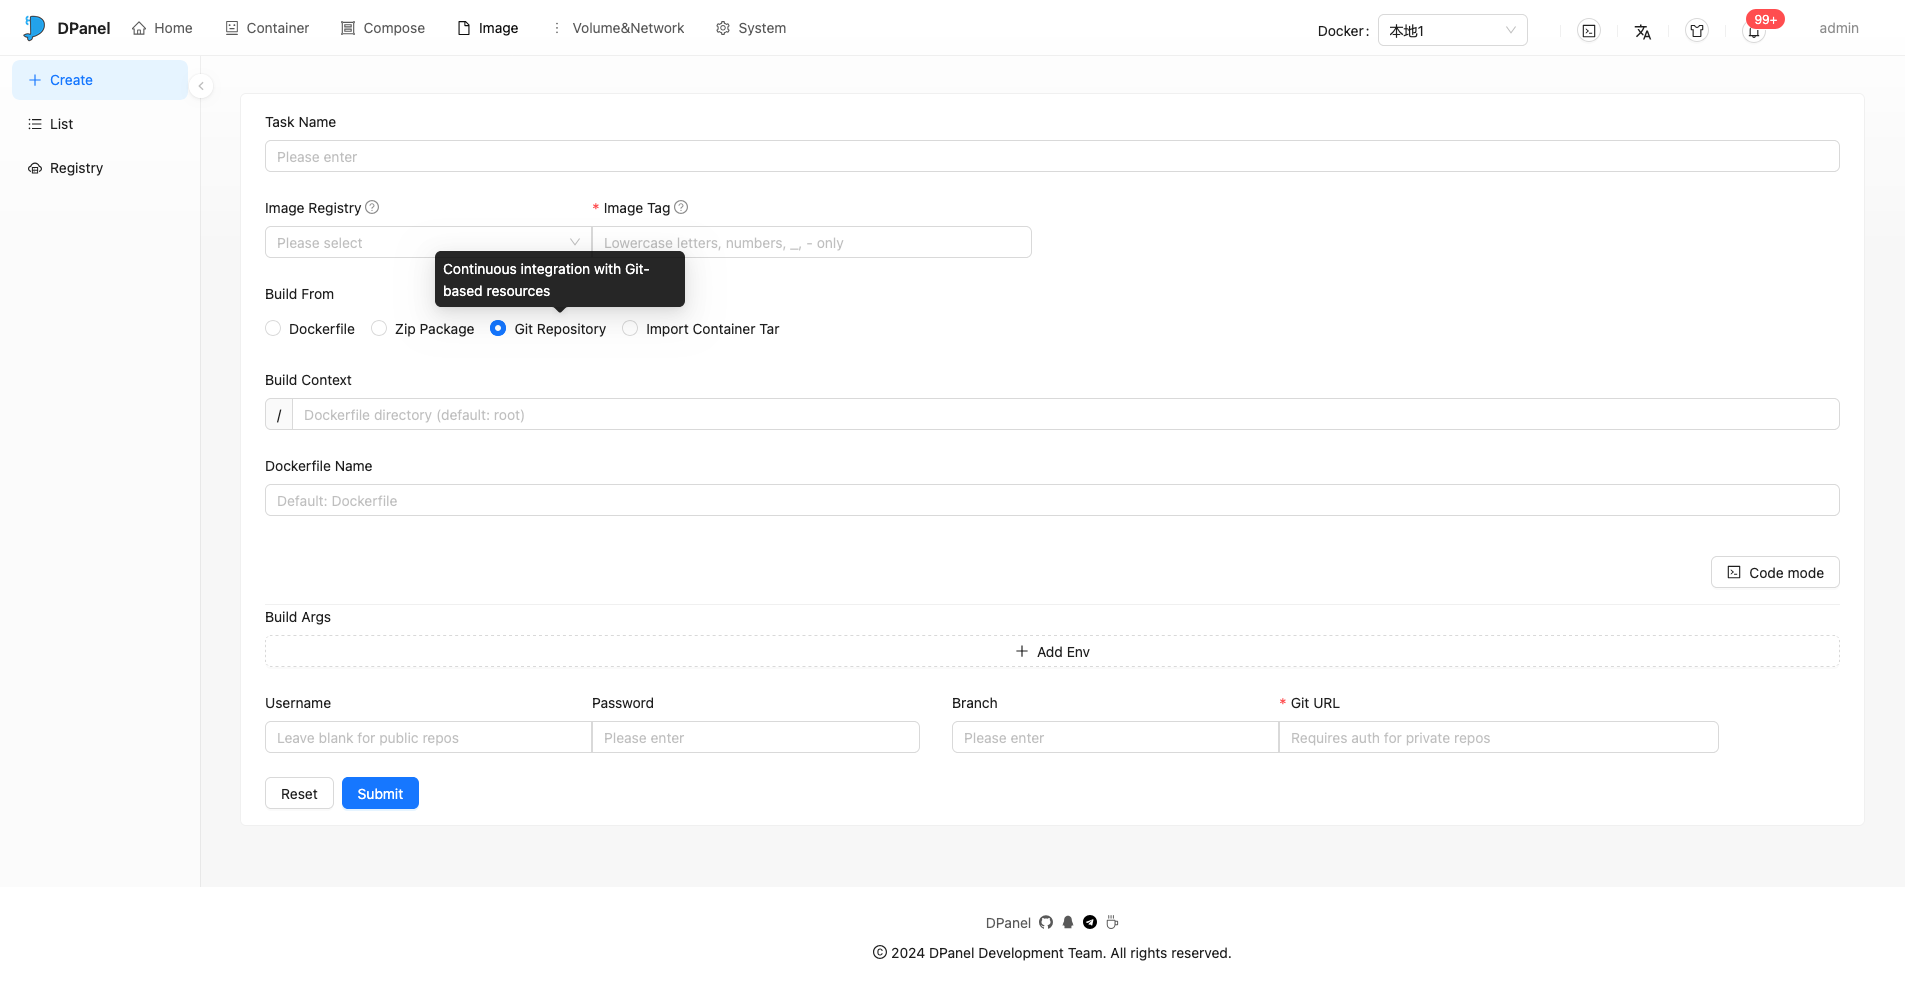 DPanel Home Container Compose Image Volume&Network System Docker : 本地1 99+ admin
Create
List
Registry
Task Name
Please enter
Image Registry * Image Tag
Please select Lowercase letters, numbers, _, - only
Continuous integration with Git-
based resources
Build From
Dockerfile Zip Package Git Repository Import Container Tar
Build Context
/ Dockerfile directory (default: root)
Dockerfile Name
Default: Dockerfile
Code mode
Build Args
Add Env
Username Password Branch * Git URL
Leave blank for public repos Please enter Please enter Requires auth for private repos
Reset Submit
DPanel
© 2024 DPanel Development Team. All rights reserved.